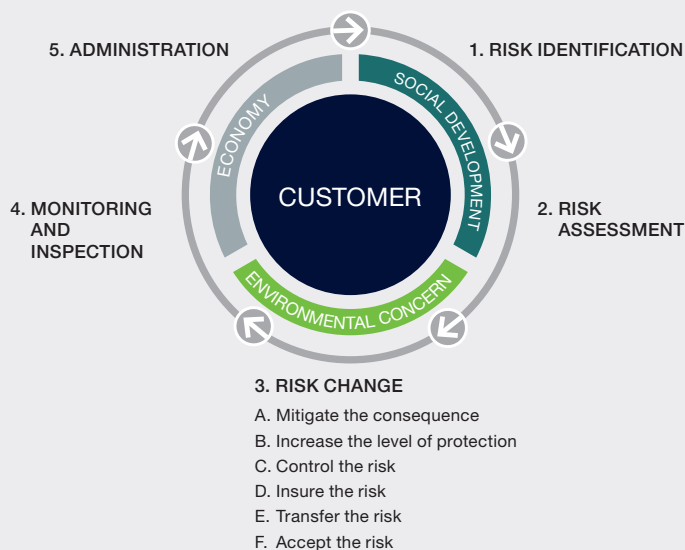 5. ADMINISTRATION
1. RISK IDENTIFICATION
ECONOMY
SOCIAL DEVELOPMENT
CUSTOMER
4. MONITORING
AND
INSPECTION
2. RISK
ASSESSMENT
ENVIRONMENTAL CONCERN
3. RISK CHANGE
A. Mitigate the consequence
B. Increase the level of protection
C. Control the risk
D. Insure the risk
E. Transfer the risk
F. Accept the risk